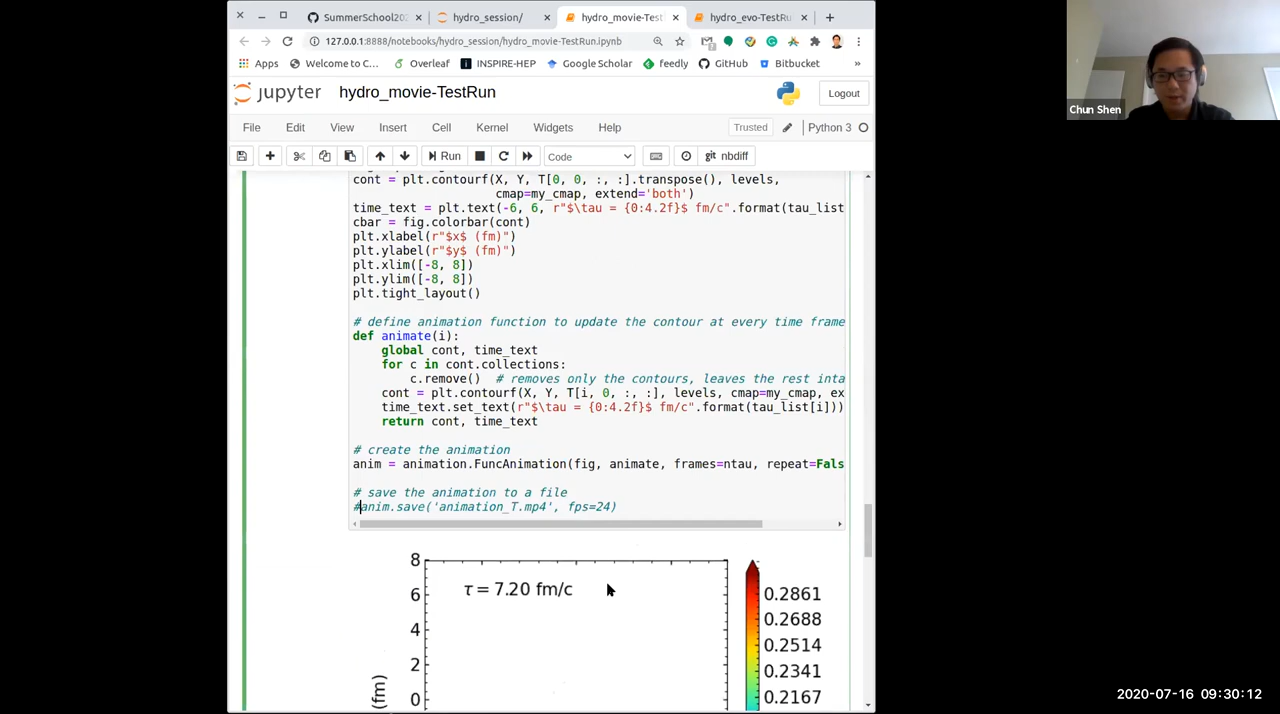 SummerSchool202
hydro_session/
hydro_movie-TestR
hydro_evo-TestRu
127.0.0.1:8888/notebooks/hydro_session/hydro_movie-TestRun.ipynb
Apps
Welcome to C…
Overleaf
INSPIRE-HEP
Google Scholar
feedly
GitHub
Bitbucket
»
jupyter
hydro_movie-TestRun
Logout
File Edit View Insert Cell Kernel Widgets Help
Trusted
Python 3
Run
Code
git nbdiff
cont = plt.contourf(X, Y, T[0, 0, :, :].transpose(), levels,
cmap=my_cmap, extend='both')
time_text = plt.text(-6, 6, r"$\tau = {0:4.2f}$ fm/c".format(tau_list
cbar = fig.colorbar(cont)
plt.xlabel(r"$x$ (fm)")
plt.ylabel(r"$y$ (fm)")
plt.xlim([-8, 8])
plt.ylim([-8, 8])
plt.tight_layout()
# define animation function to update the contour at every time frame
def animate(i):
global cont, time_text
for c in cont.collections:
c.remove()  # removes only the contours, leaves the rest inta
cont = plt.contourf(X, Y, T[i, 0, :, :], levels, cmap=my_cmap, ex
time_text.set_text(r"$\tau = {0:4.2f}$ fm/c".format(tau_list[i]))
return cont, time_text
# create the animation
anim = animation.FuncAnimation(fig, animate, frames=ntau, repeat=Fals
# save the animation to a file
#anim.save('animation_T.mp4', fps=24)
τ = 7.20 fm/c
8
6
4
2
0
(fm)
0.2861
0.2688
0.2514
0.2341
0.2167
Chun Shen
2020-07-16 09:30:12